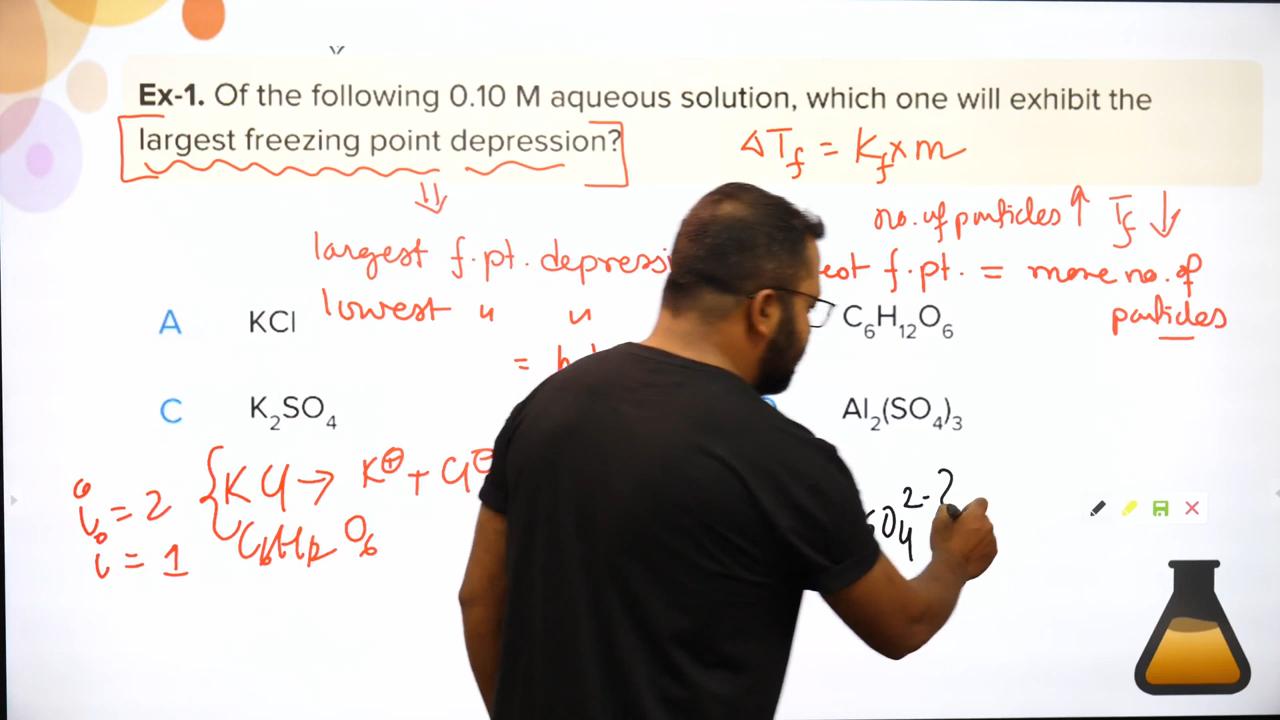 Ex-1. Of the following 0.10 M aqueous solution, which one will exhibit the
largest freezing point depression?
ΔTf = Kf × m
no. of particles ↑ Tf ↓
largest f.pt. depressi
f.pt. = more no. of
particles
lowest " "
=
A KCl
C₆H₁₂O₆
C K₂SO₄
Al₂(SO₄)₃
i = 2 { KCl → K⊕ + Cl⊖
i = 1 C₆H₁₂O₆
O₄²⁻